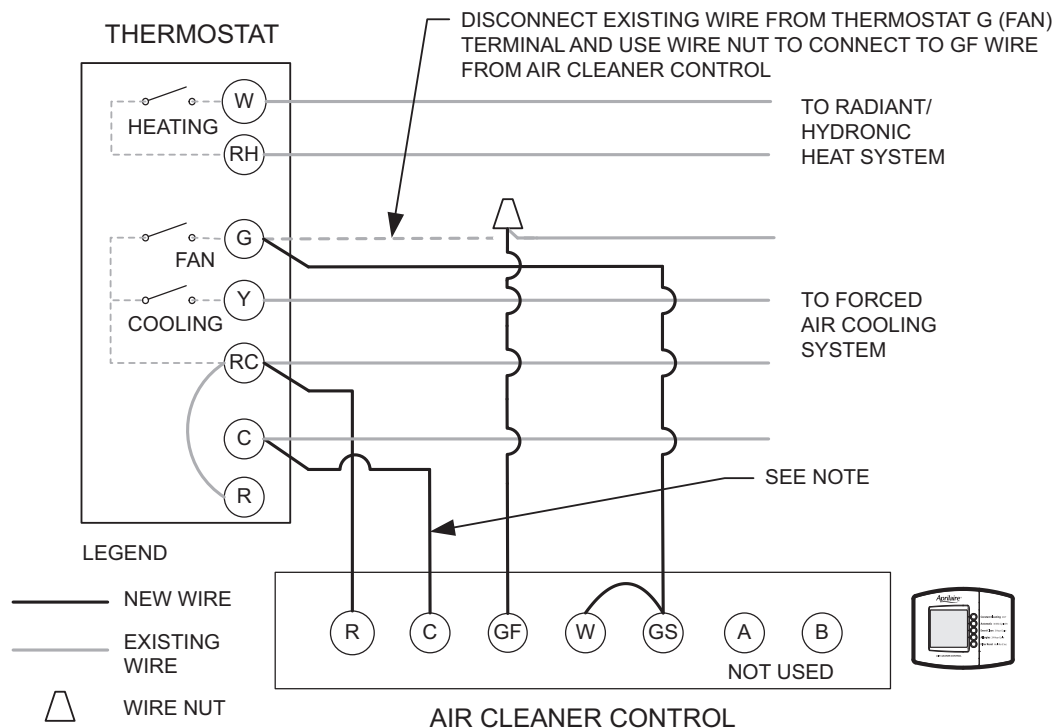 DISCONNECT EXISTING WIRE FROM THERMOSTAT G (FAN)
TERMINAL AND USE WIRE NUT TO CONNECT TO GF WIRE
FROM AIR CLEANER CONTROL
THERMOSTAT
W
HEATING
RH
TO RADIANT/
HYDRONIC
HEAT SYSTEM
G
FAN
Y
COOLING
RC
TO FORCED
AIR COOLING
SYSTEM
C
R
SEE NOTE
LEGEND
NEW WIRE
EXISTING
WIRE
WIRE NUT
R
C
GF
W
GS
A
B
NOT USED
AIR CLEANER CONTROL
Aprilaire